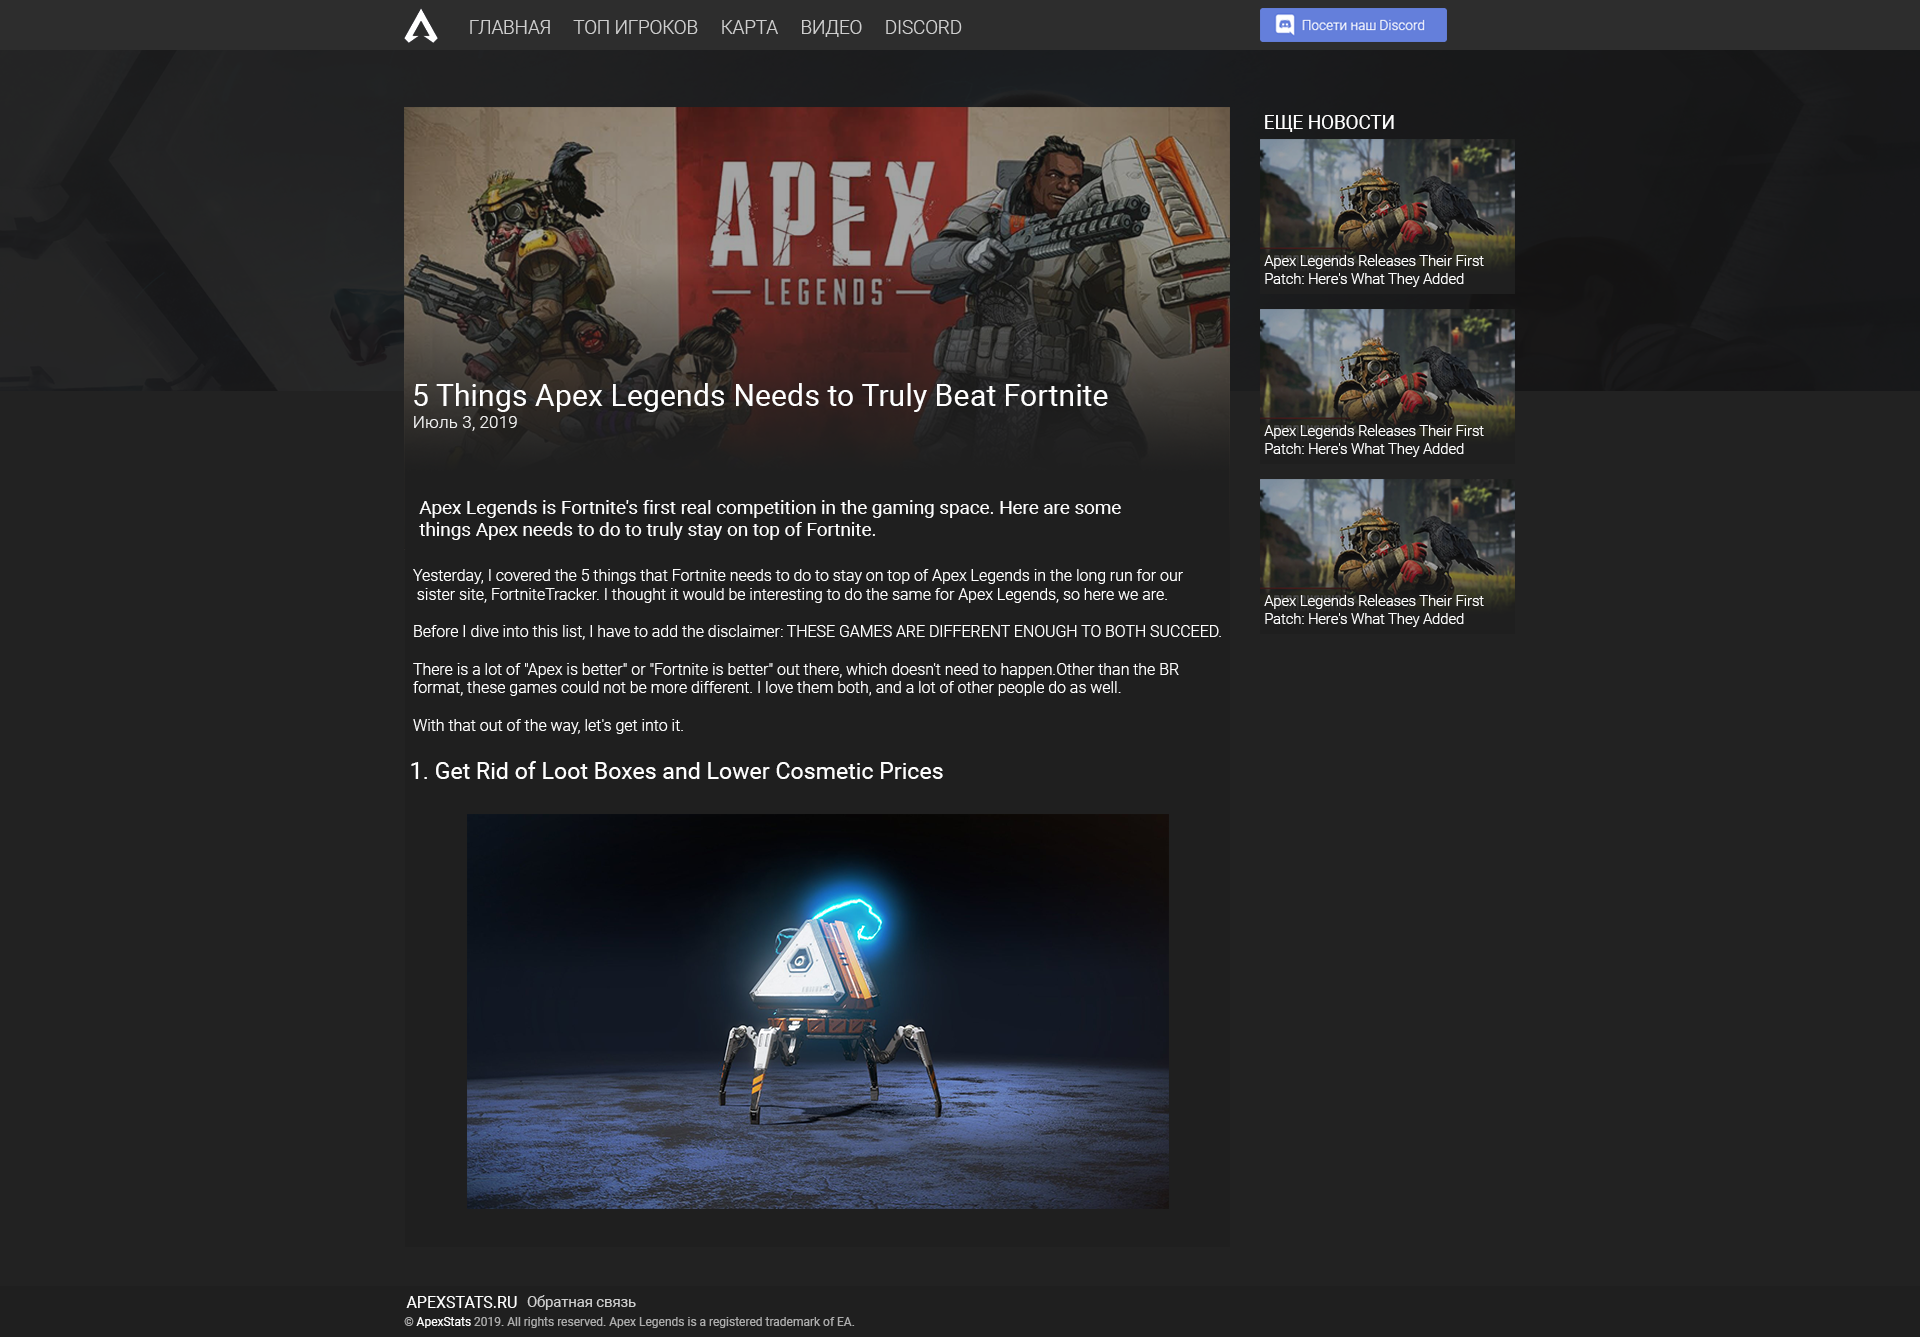 ГЛАВНАЯ ТОП ИГРОКОВ КАРТА ВИДЕО DISCORD
Посети наш Discord
APEX
LEGENDS
5 Things Apex Legends Needs to Truly Beat Fortnite
Июль 3, 2019
Apex Legends is Fortnite's first real competition in the gaming space. Here are some
things Apex needs to do to truly stay on top of Fortnite.
Yesterday, I covered the 5 things that Fortnite needs to do to stay on top of Apex Legends in the long run for our
sister site, FortniteTracker. I thought it would be interesting to do the same for Apex Legends, so here we are.
Before I dive into this list, I have to add the disclaimer: THESE GAMES ARE DIFFERENT ENOUGH TO BOTH SUCCEED.
There is a lot of "Apex is better" or "Fortnite is better" out there, which doesn't need to happen.Other than the BR
format, these games could not be more different. I love them both, and a lot of other people do as well.
With that out of the way, let's get into it.
1. Get Rid of Loot Boxes and Lower Cosmetic Prices
ЕЩЕ НОВОСТИ
Apex Legends Releases Their First
Patch: Here's What They Added
Apex Legends Releases Their First
Patch: Here's What They Added
Apex Legends Releases Their First
Patch: Here's What They Added
APEXSTATS.RU Обратная связь
© ApexStats 2019. All rights reserved. Apex Legends is a registered trademark of EA.